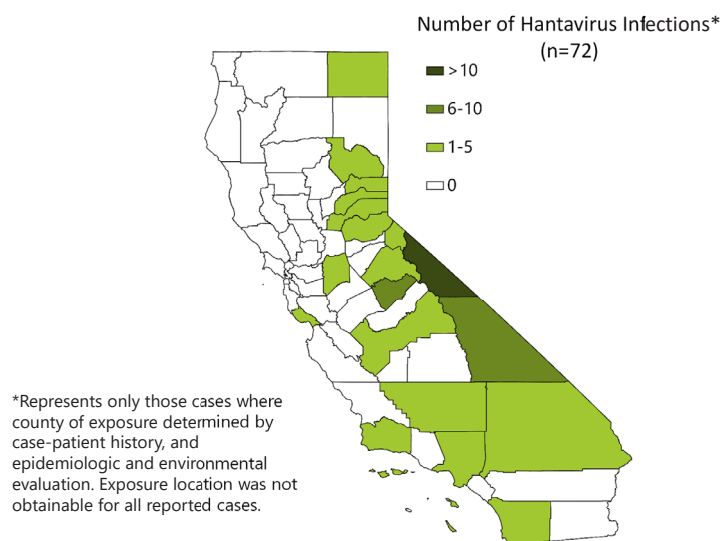 Number of Hantavirus Infections*
(n=72)
>10
6-10
1-5
0
*Represents only those cases where
county of exposure determined by
case-patient history, and
epidemiologic and environmental
evaluation. Exposure location was not
obtainable for all reported cases.